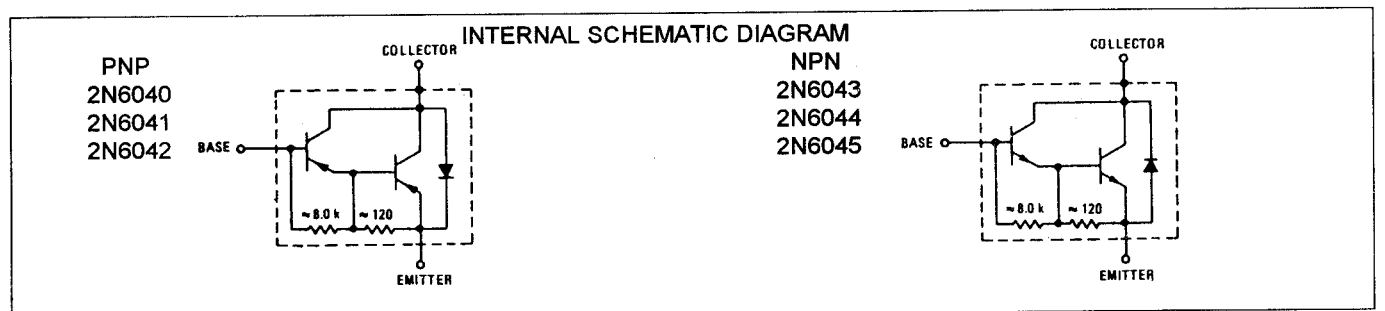 INTERNAL SCHEMATIC DIAGRAM
PNP
2N6040
2N6041
2N6042
COLLECTOR
BASE
≈ 8.0 k
≈ 120
EMITTER
NPN
2N6043
2N6044
2N6045
COLLECTOR
BASE
≈ 8.0 k
≈ 120
EMITTER